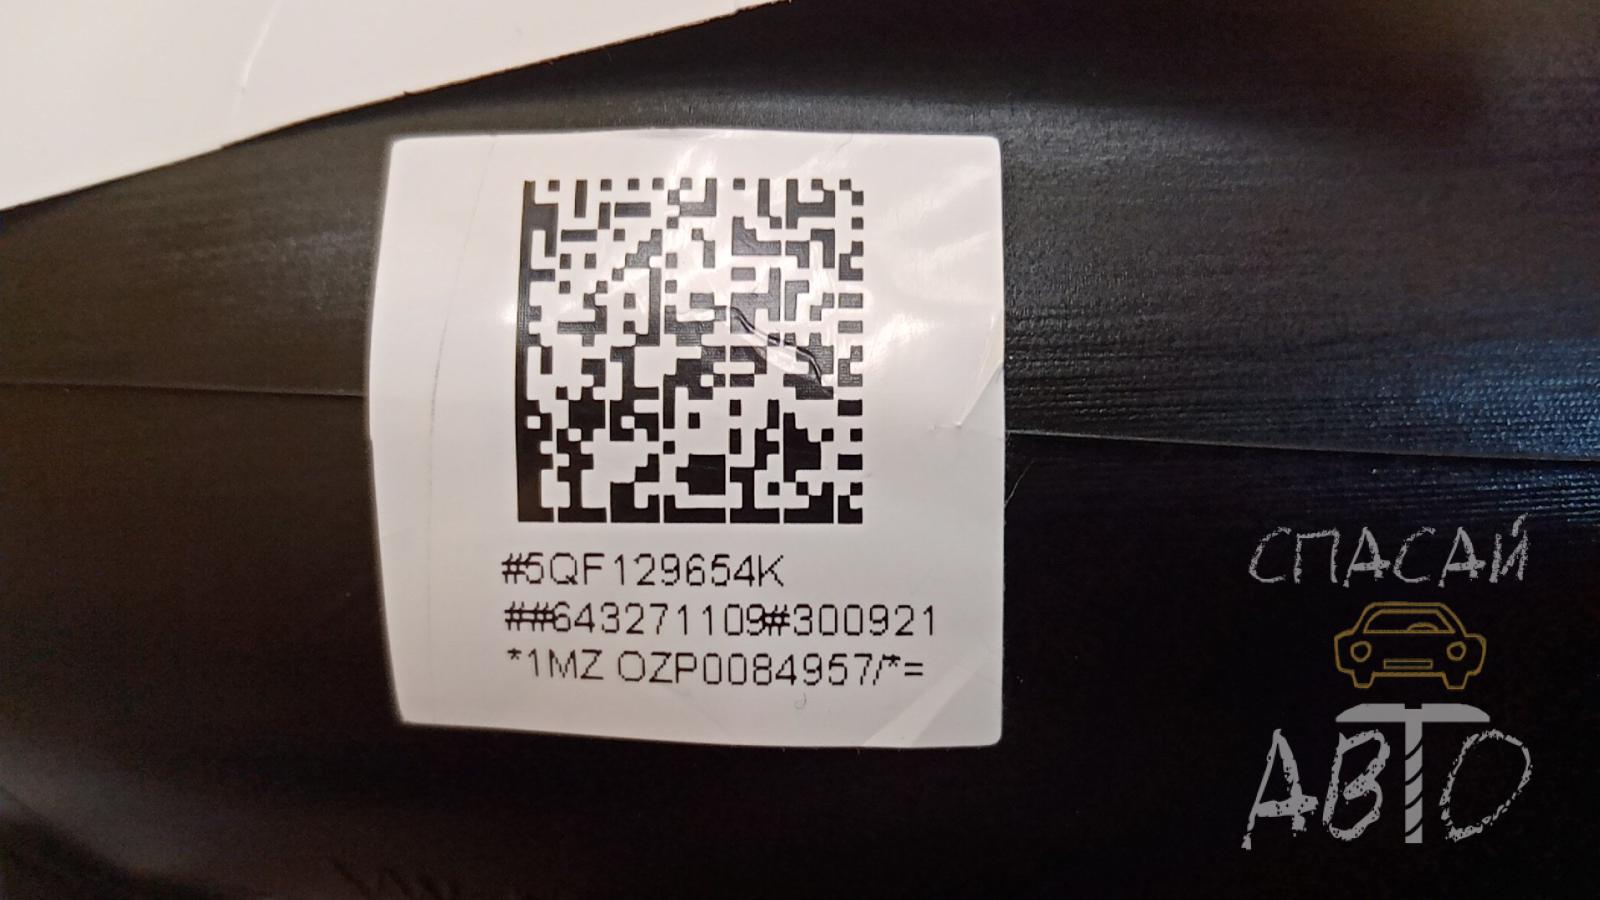 #5QF129654K
###643271109#300921
*1MZ OZP0084957/*=
СПАСАЙ
АВТО